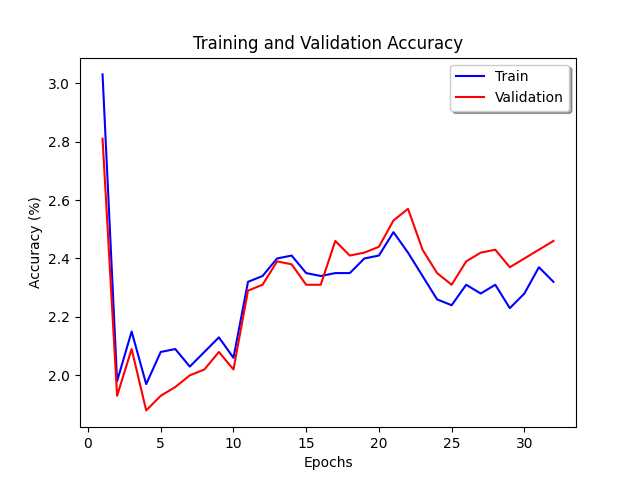 Training and Validation Accuracy
Train
Validation
Accuracy (%)
3.0
2.8
2.6
2.4
2.2
2.0
0 5 10 15 20 25 30
Epochs